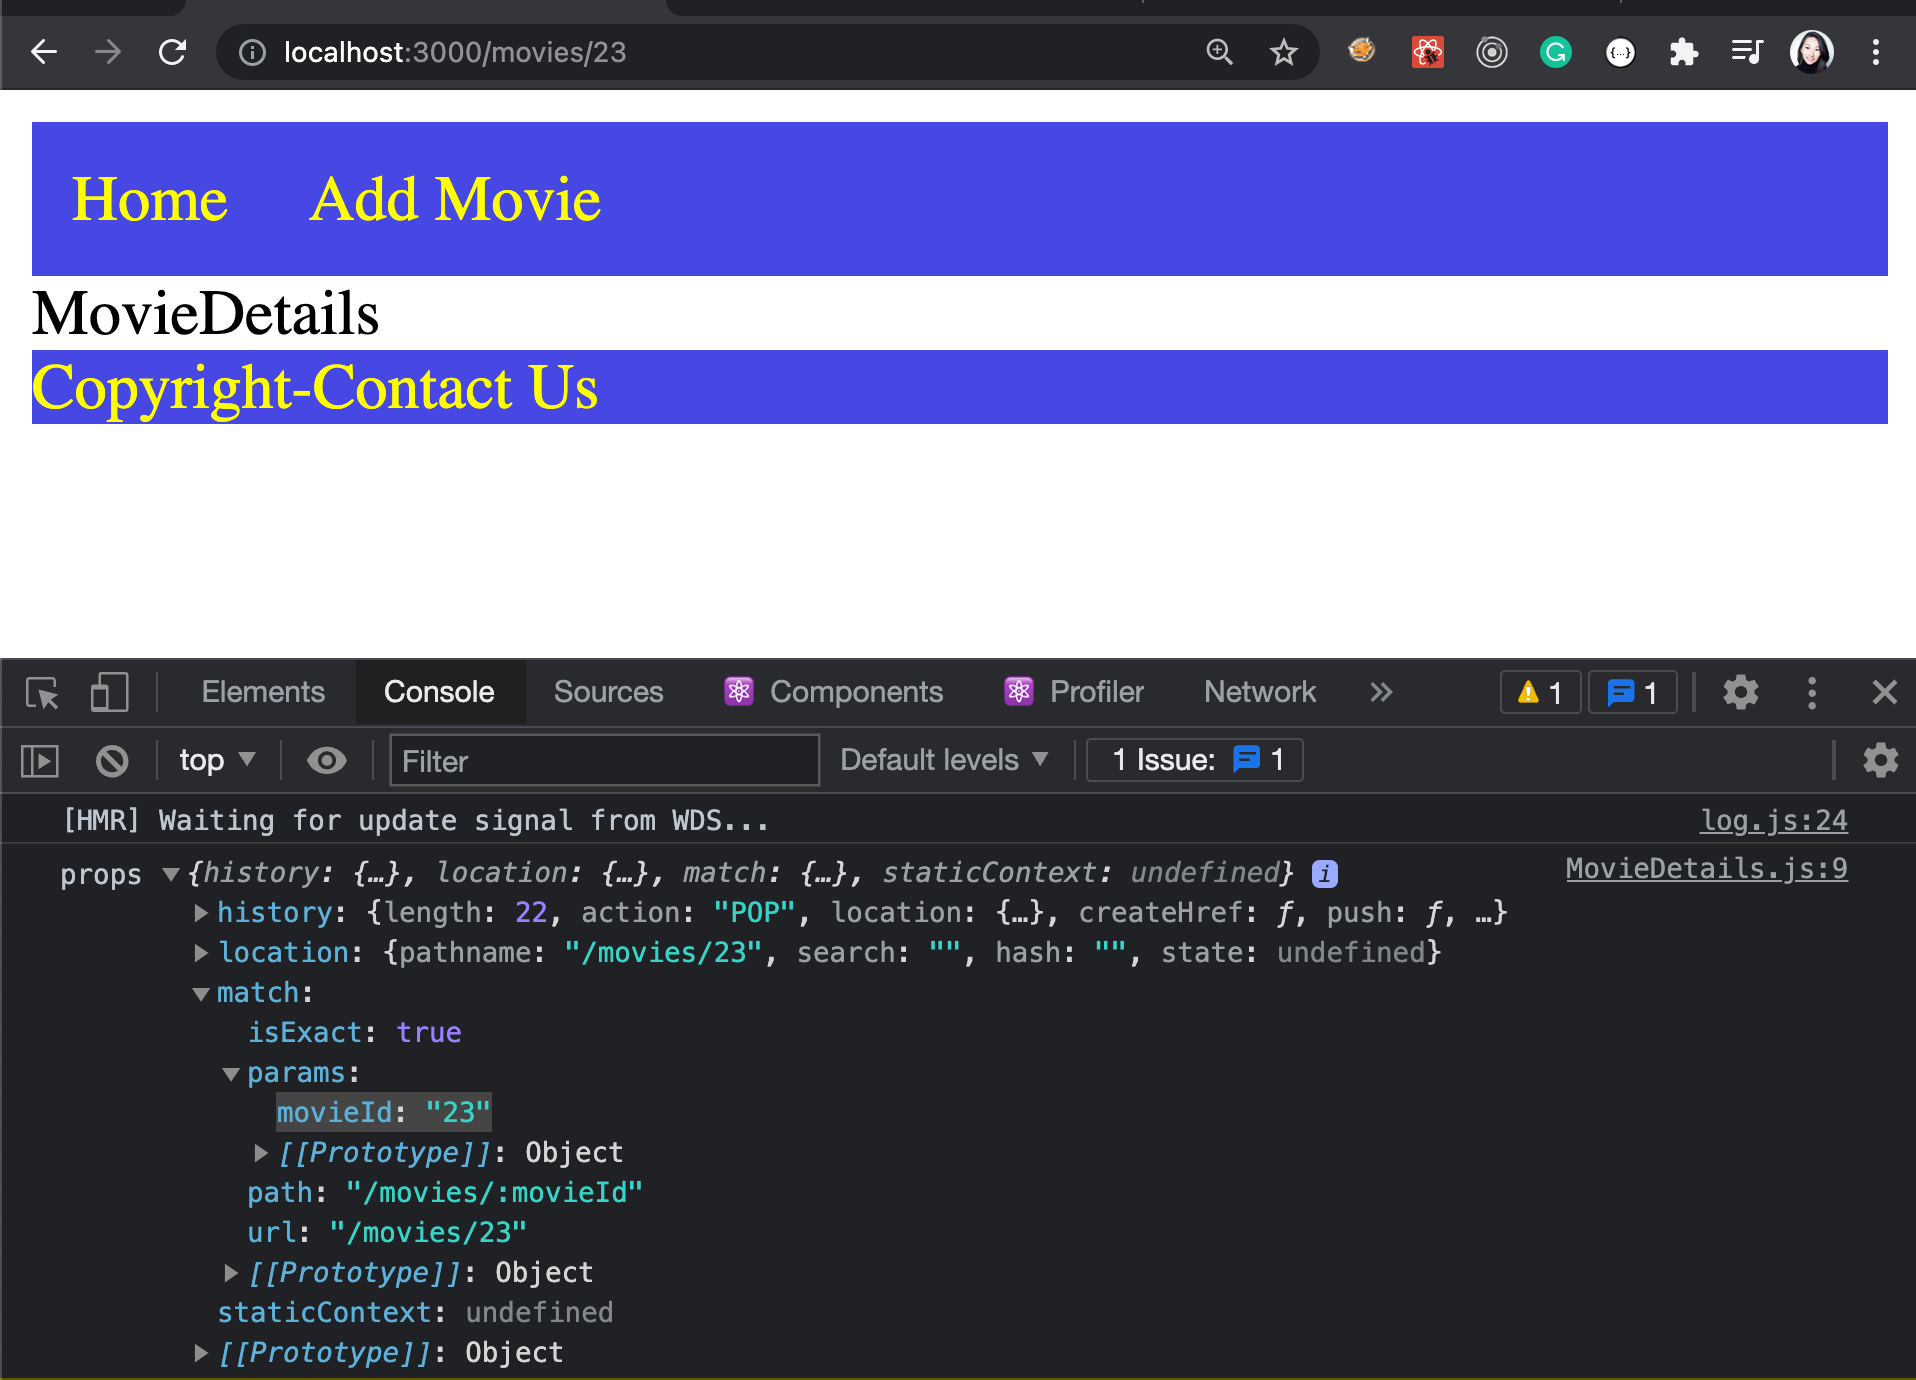 localhost:3000/movies/23
Home Add Movie
MovieDetails
Copyright-Contact Us
Elements Console Sources Components Profiler Network » 1 1
top Filter Default levels 1 Issue: 1
[HMR] Waiting for update signal from WDS... log.js:24
props {history: {…}, location: {…}, match: {…}, staticContext: undefined} i MovieDetails.js:9
history: {length: 22, action: "POP", location: {…}, createHref: ƒ, push: ƒ, …}
location: {pathname: "/movies/23", search: "", hash: "", state: undefined}
match:
isExact: true
params:
movieId: "23"
[[Prototype]]: Object
path: "/movies/:movieId"
url: "/movies/23"
[[Prototype]]: Object
staticContext: undefined
[[Prototype]]: Object